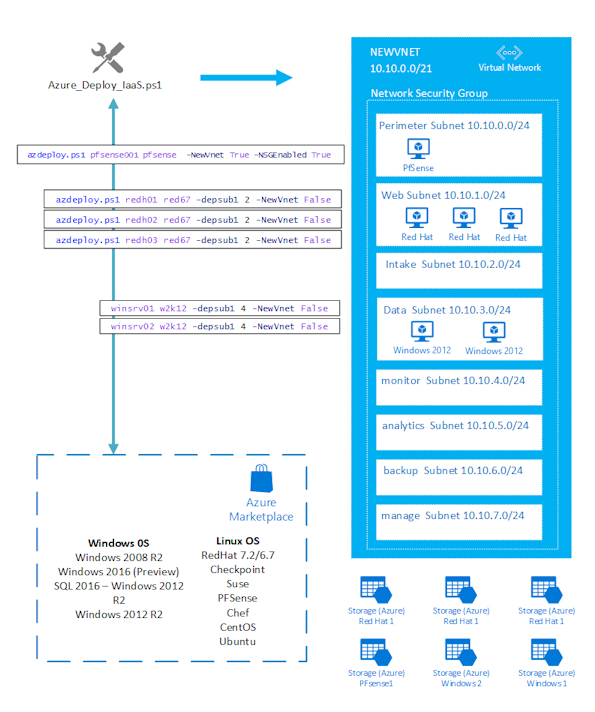 Azure_Deploy_IaaS.ps1
azdeploy.ps1 pfsense001 pfsense -NewVnet True -NSGEnabled True
azdeploy.ps1 redh01 red67 -depsub1 2 -NewVnet False
azdeploy.ps1 redh02 red67 -depsub1 2 -NewVnet False
azdeploy.ps1 redh03 red67 -depsub1 2 -NewVnet False
winsrv01 w2k12 -depsub1 4 -NewVnet False
winsrv02 w2k12 -depsub1 4 -NewVnet False
Azure
Marketplace
Windows 0S
Windows 2008 R2
Windows 2016 (Preview)
SQL 2016 – Windows 2012
R2
Windows 2012 R2
Linux OS
RedHat 7.2/6.7
Checkpoint
Suse
PFSense
Chef
CentOS
Ubuntu
NEWVNET
10.10.0.0/21
Virtual Network
Network Security Group
Perimeter Subnet 10.10.0.0/24
PfSense
Web Subnet 10.10.1.0/24
Red Hat
Red Hat
Red Hat
Intake Subnet 10.10.2.0/24
Data Subnet 10.10.3.0/24
Windows 2012
Windows 2012
monitor Subnet 10.10.4.0/24
analytics Subnet 10.10.5.0/24
backup Subnet 10.10.6.0/24
manage Subnet 10.10.7.0/24
Storage (Azure)
Red Hat 1
Storage (Azure)
Red Hat 1
Storage (Azure)
Red Hat 1
Storage (Azure)
PFsense1
Storage (Azure)
Windows 2
Storage (Azure)
Windows 1